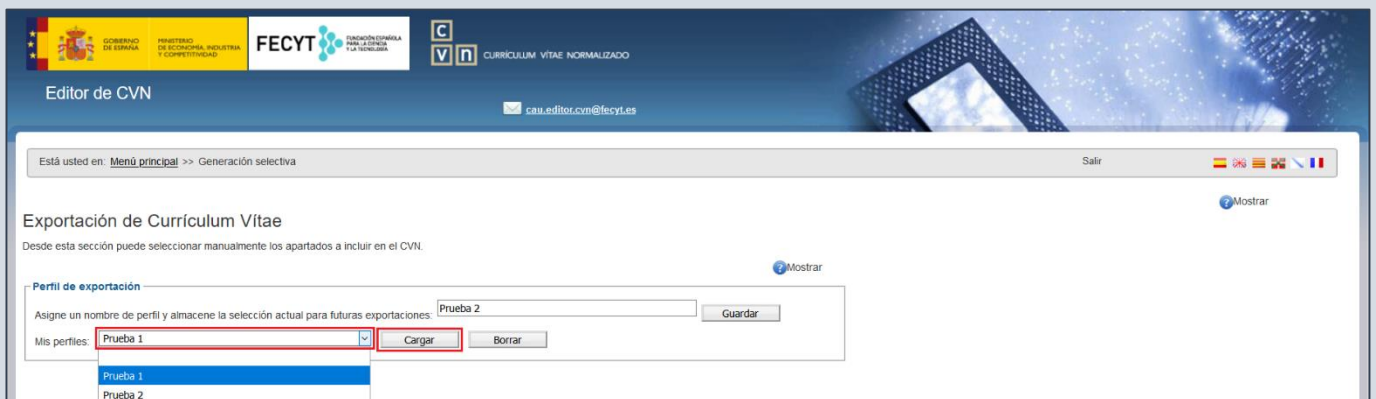 GOBIERNO
DE ESPAÑA
MINISTERIO
DE ECONOMÍA, INDUSTRIA
Y COMPETITIVIDAD
FECYT
FUNDACIÓN ESPAÑOLA
PARA LA CIENCIA
Y LA TECNOLOGÍA
C
V n CURRÍCULUM VÍTAE NORMALIZADO
Editor de CVN
cau.editor.cvn@fecyt.es
Está usted en: Menú principal >> Generación selectiva
Salir
Mostrar
Exportación de Currículum Vítae
Desde esta sección puede seleccionar manualmente los apartados a incluir en el CVN.
Mostrar
Perfil de exportación
Asigne un nombre de perfil y almacene la selección actual para futuras exportaciones: Prueba 2 Guardar
Mis perfiles: Prueba 1 Cargar Borrar
Prueba 1
Prueba 2